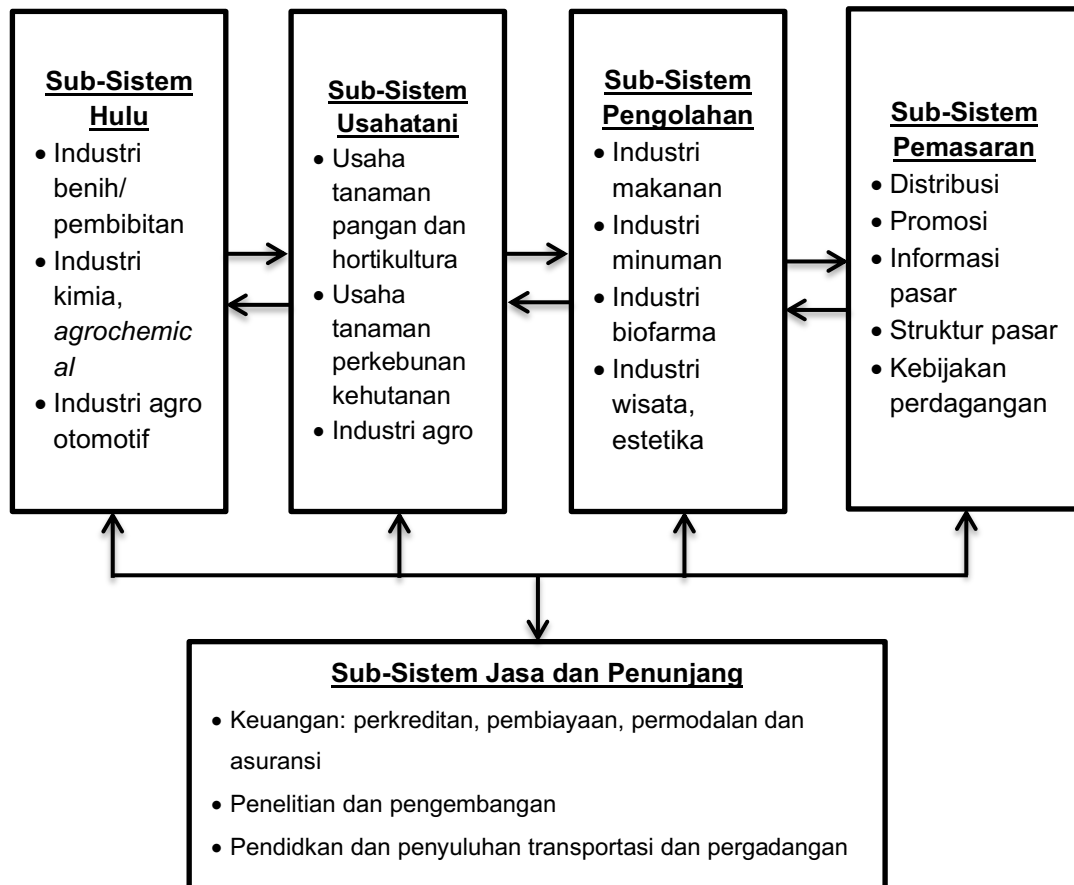 Sub-Sistem
Hulu
• Industri
benih/
pembibitan
• Industri
kimia,
agrochemic
al
• Industri agro
otomotif
Sub-Sistem
Usahatani
• Usaha
tanaman
pangan dan
hortikultura
• Usaha
tanaman
perkebunan
kehutanan
• Industri agro
Sub-Sistem
Pengolahan
• Industri
makanan
• Industri
minuman
• Industri
biofarma
• Industri
wisata,
estetika
Sub-Sistem
Pemasaran
• Distribusi
• Promosi
• Informasi
pasar
• Struktur pasar
• Kebijakan
perdagangan
Sub-Sistem Jasa dan Penunjang
• Keuangan: perkreditan, pembiayaan, permodalan dan
asuransi
• Penelitian dan pengembangan
• Pendidkan dan penyuluhan transportasi dan pergadangan